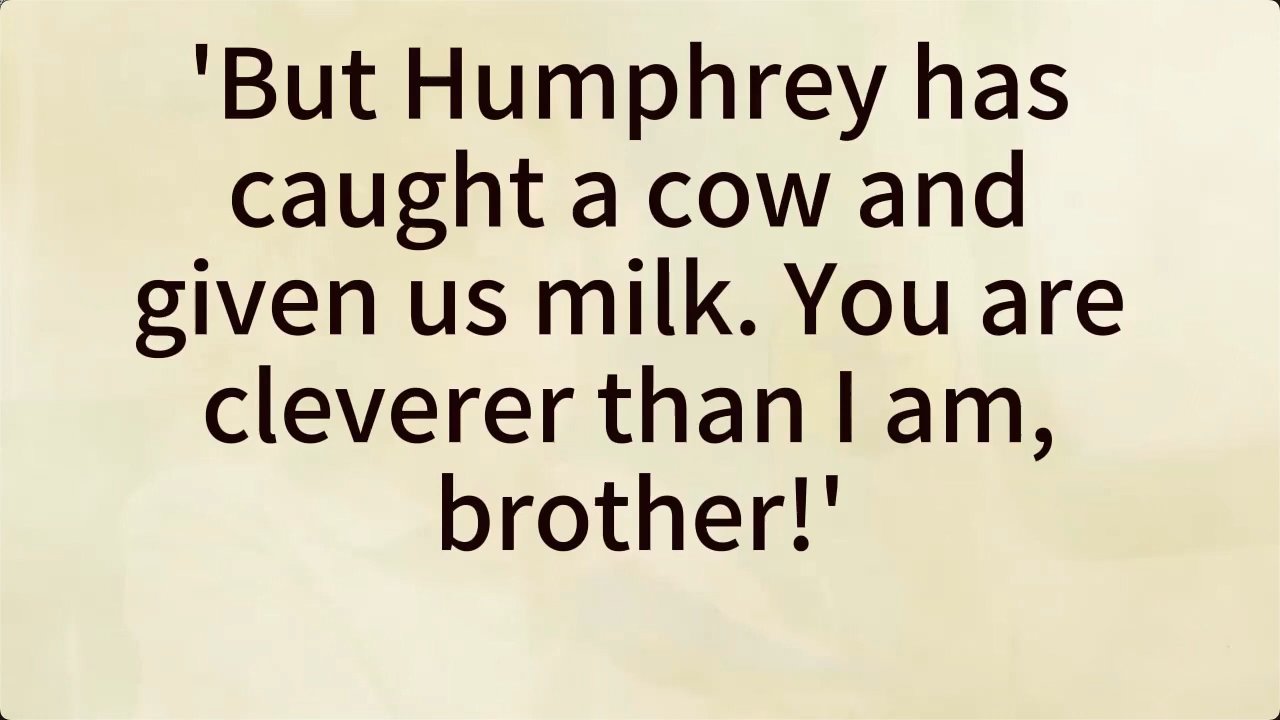 'But Humphrey has
caught a cow and
given us milk. You are
cleverer than I am,
brother!'